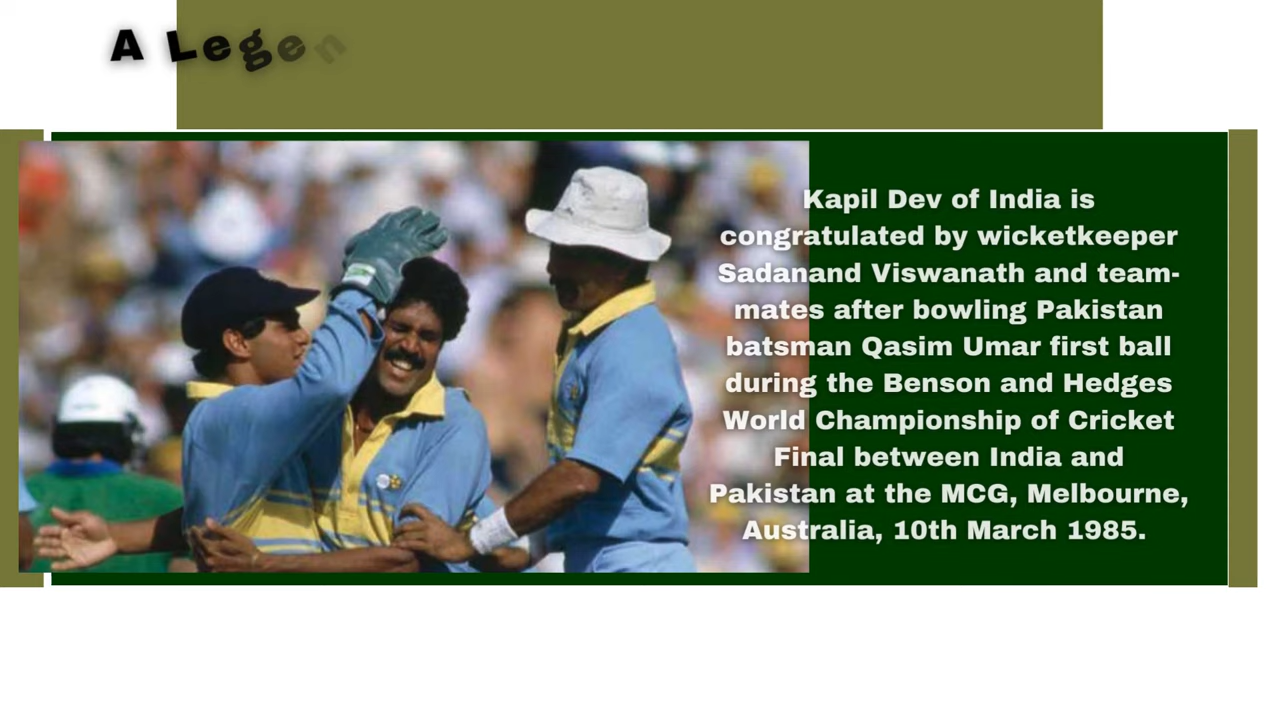 A Legen
Kapil Dev of India is
congratulated by wicketkeeper
Sadanand Viswanath and team-
mates after bowling Pakistan
batsman Qasim Umar first ball
during the Benson and Hedges
World Championship of Cricket
Final between India and
Pakistan at the MCG, Melbourne,
Australia, 10th March 1985.